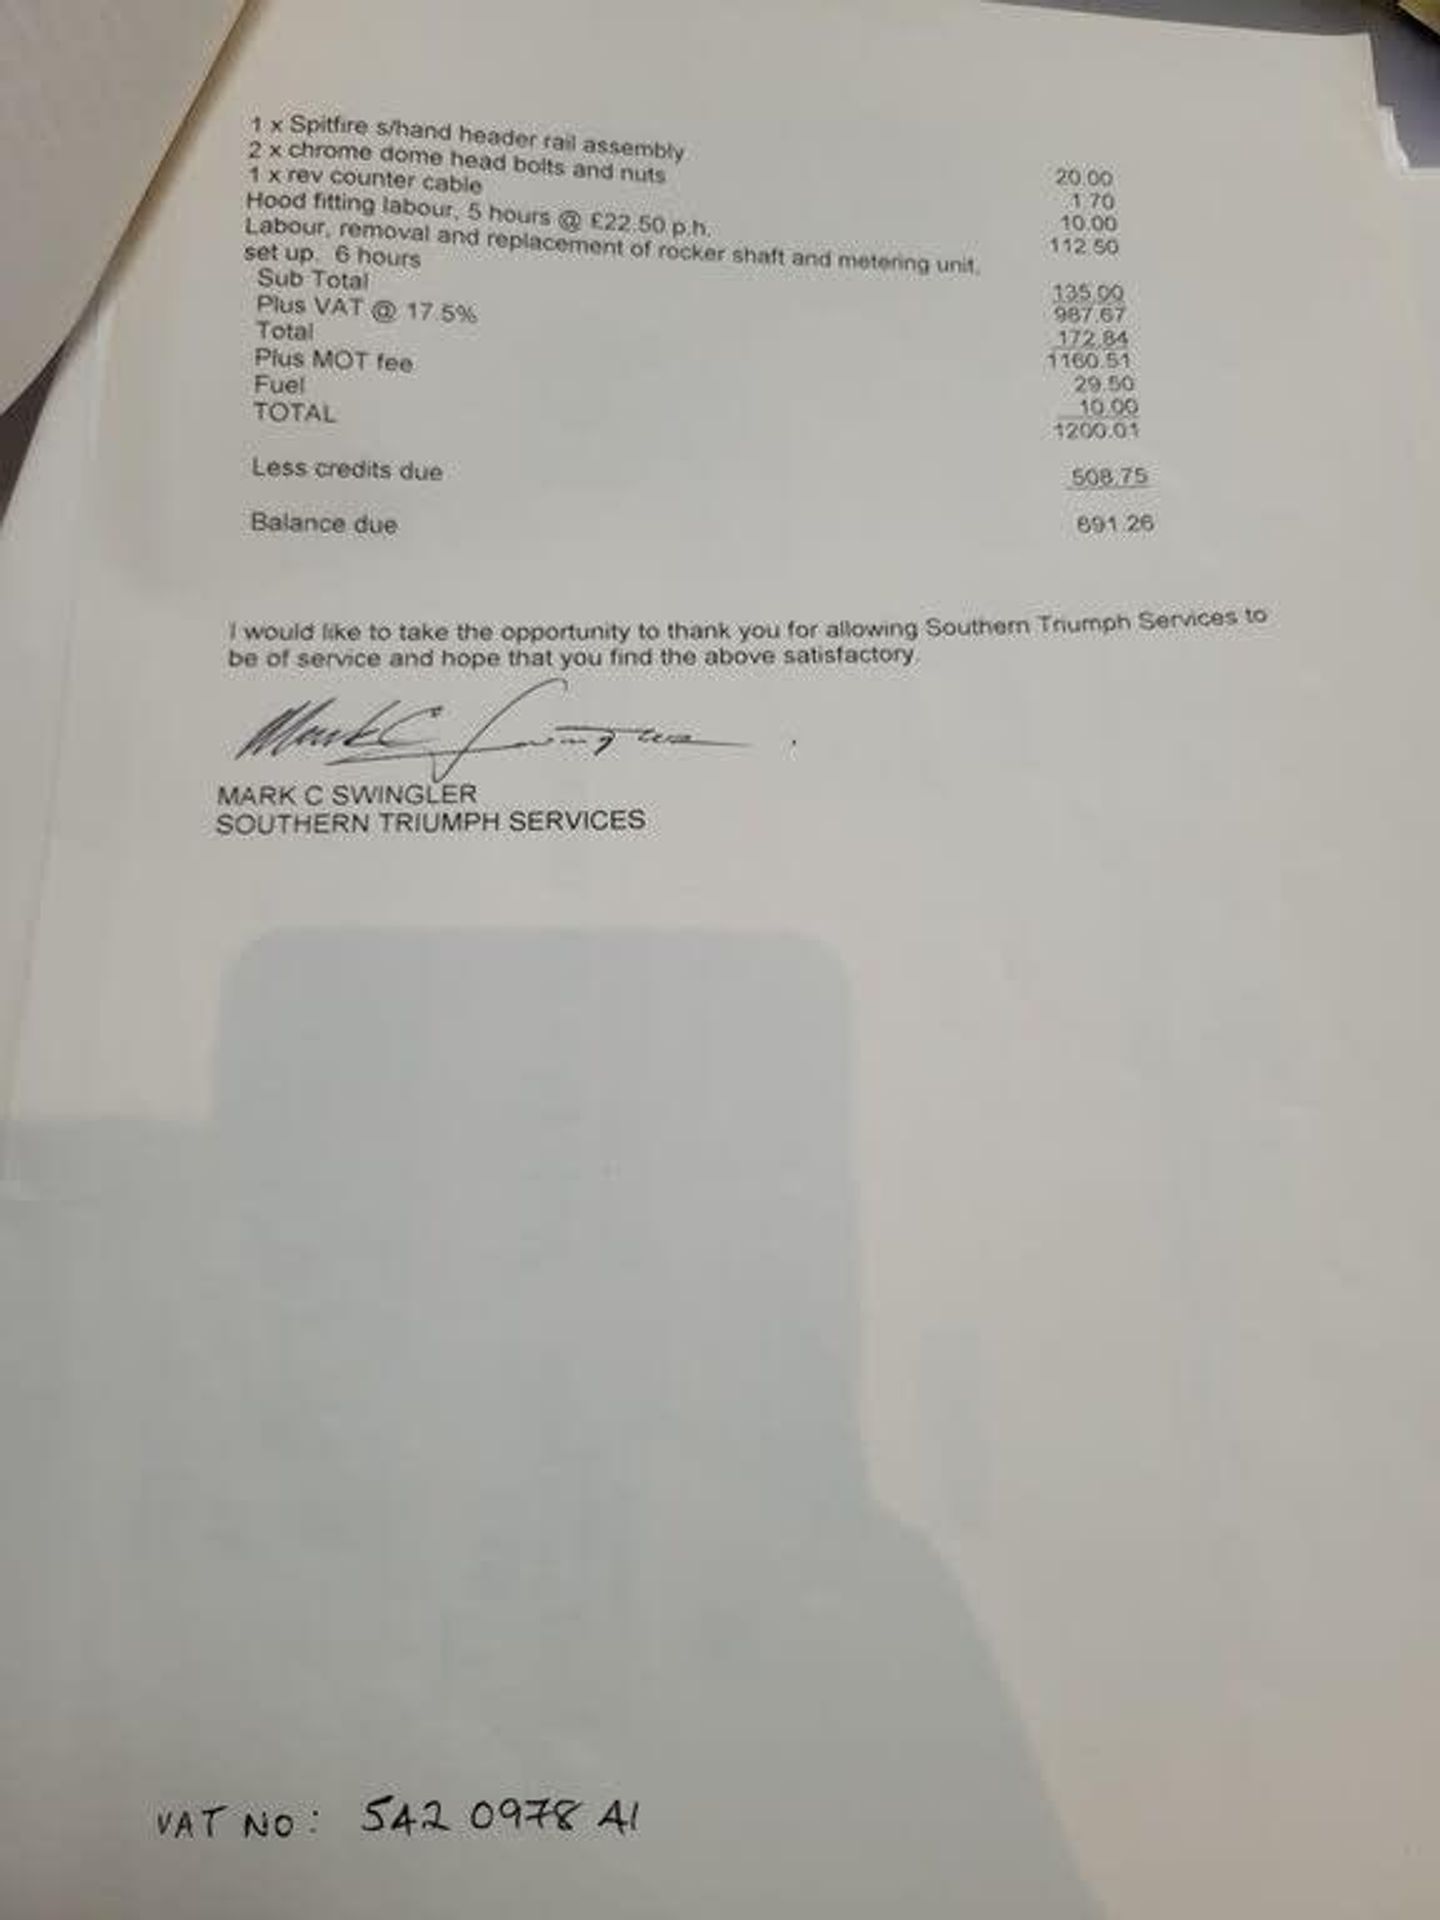 1 x Spitfire s/hand header rail assembly 20.00
2 x chrome dome head bolts and nuts 1.70
1 x rev counter cable 10.00
Hood fitting labour, 5 hours @ £22.50 p.h. 112.50
Labour, removal and replacement of rocker shaft and metering unit,
set up. 6 hours 135.00
Sub Total 987.67
Plus VAT @ 17.5% 172.84
Total 1160.51
Plus MOT fee 29.50
Fuel 10.00
TOTAL 1200.01
Less credits due 508.75
Balance due 691.26
I would like to take the opportunity to thank you for allowing Southern Triumph Services to
be of service and hope that you find the above satisfactory.
Mark C Swingler
MARK C SWINGLER
SOUTHERN TRIUMPH SERVICES
VAT NO: 542 0978 41